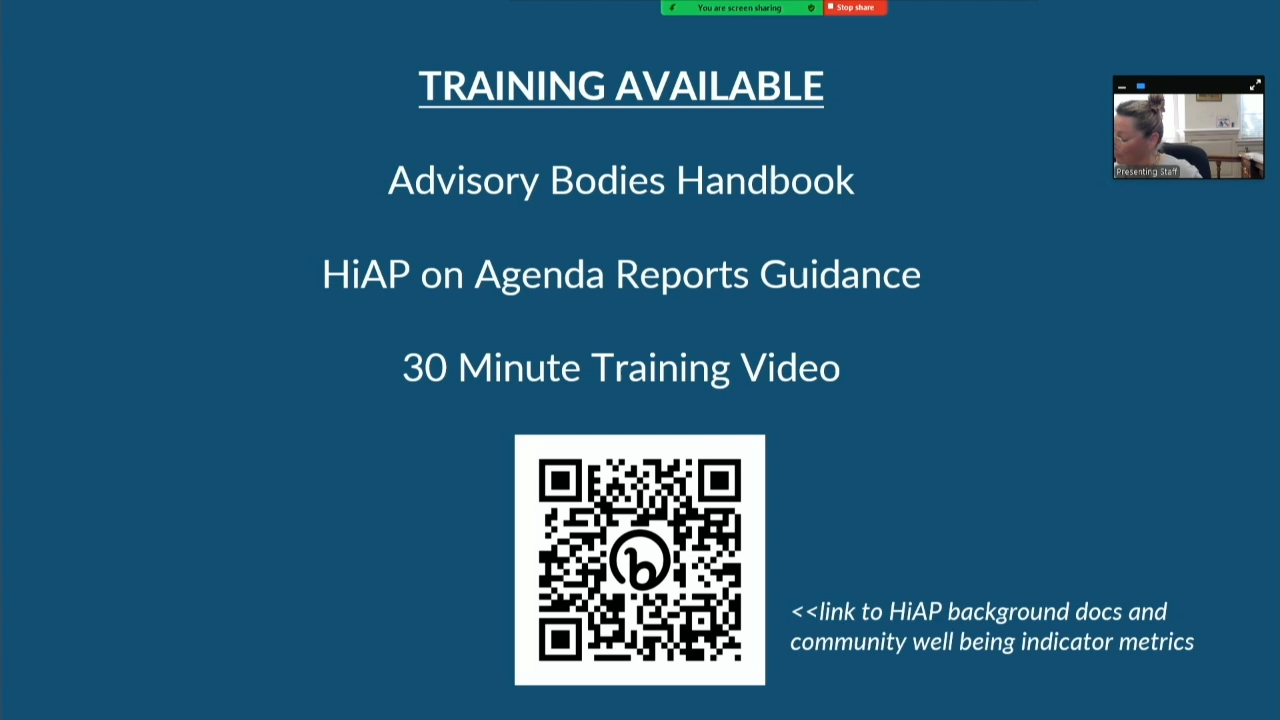 You are screen sharing
Stop share
TRAINING AVAILABLE
Advisory Bodies Handbook
HiAP on Agenda Reports Guidance
30 Minute Training Video
<<link to HiAP background docs and
community well being indicator metrics
Presenting Staff